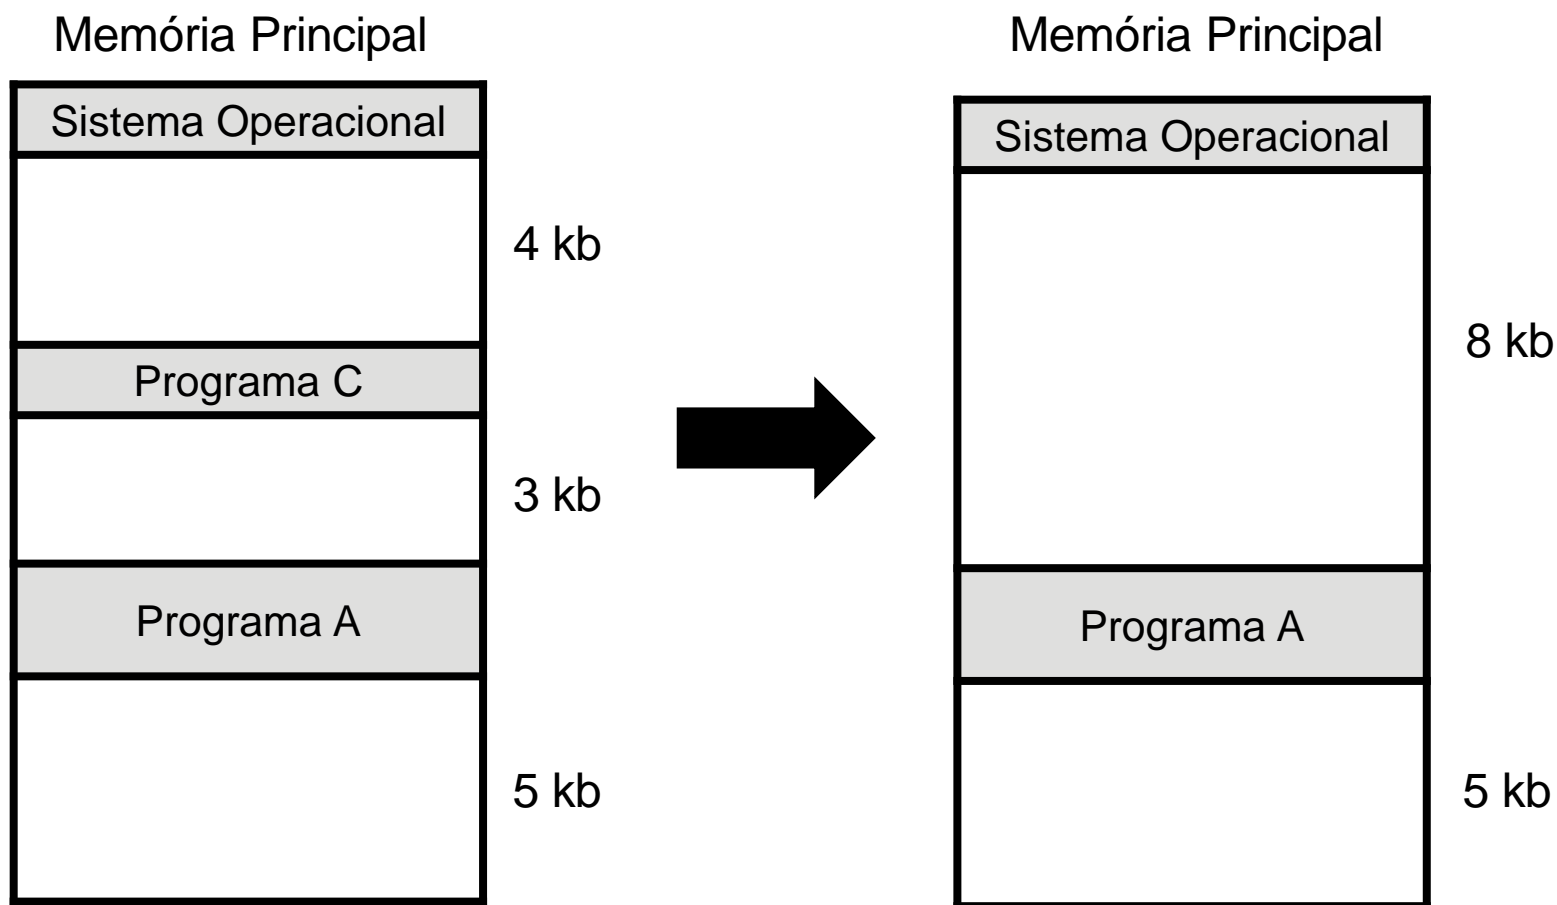 Memória Principal
Sistema Operacional
4 kb
Programa C
3 kb
Programa A
5 kb
Memória Principal
Sistema Operacional
8 kb
Programa A
5 kb